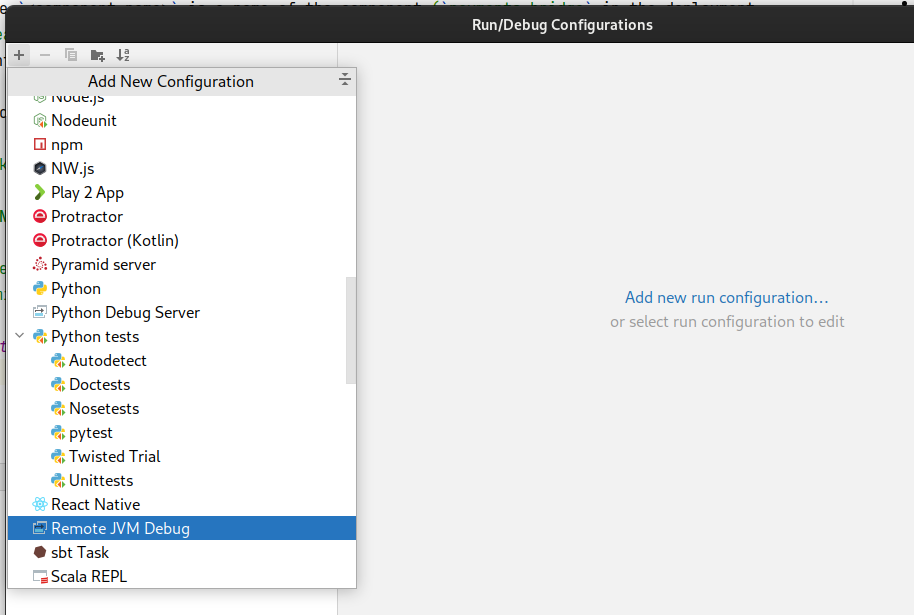 Run/Debug Configurations
Add New Configuration
Node.js
Nodeunit
npm
NW.js
Play 2 App
Protractor
Protractor (Kotlin)
Pyramid server
Python
Python Debug Server
Python tests
Autodetect
Doctests
Nosetests
pytest
Twisted Trial
Unittests
React Native
Remote JVM Debug
sbt Task
Scala REPL
Add new run configuration...
or select run configuration to edit